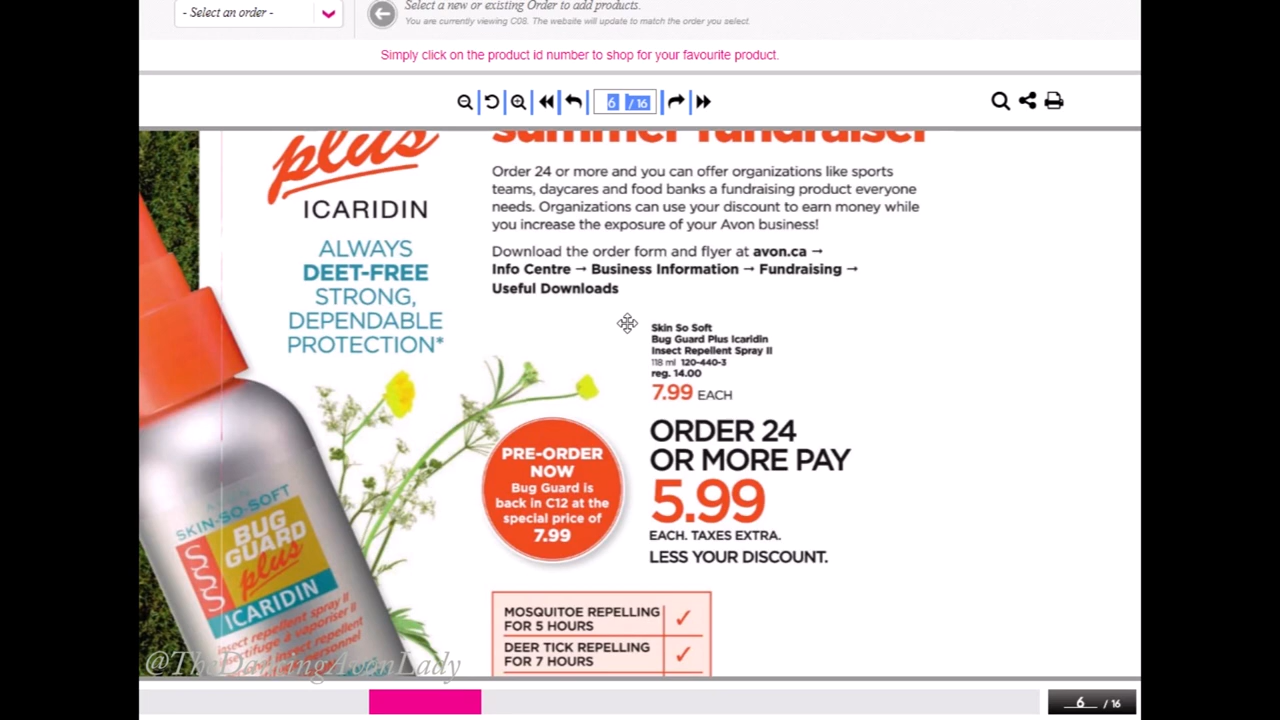 - Select an order -
Select a new or existing Order to add products.
You are currently viewing C08. The website will update to match the order you select.
Simply click on the product id number to shop for your favourite product.
6 / 16
plus
ICARIDIN
ALWAYS
DEET-FREE
STRONG,
DEPENDABLE
PROTECTION*
summer fundraiser
Order 24 or more and you can offer organizations like sports
teams, daycares and food banks a fundraising product everyone
needs. Organizations can use your discount to earn money while
you increase the exposure of your Avon business!
Download the order form and flyer at avon.ca →
Info Centre → Business Information → Fundraising →
Useful Downloads
Skin So Soft
Bug Guard Plus Icaridin
Insect Repellent Spray II
118 ml 120-440-3
reg. 14.00
7.99 EACH
ORDER 24
OR MORE PAY
5.99
EACH. TAXES EXTRA.
LESS YOUR DISCOUNT.
PRE-ORDER
NOW
Bug Guard is
back in C12 at the
special price of
7.99
MOSQUITOE REPELLING
FOR 5 HOURS
DEER TICK REPELLING
FOR 7 HOURS
SKIN-SO-SOFT
SSS
BUG
GUARD
plus
ICARIDIN
insect repellent spray II
insectifuge à vaporiser II
@TheDarlingAvonLady
6 / 16